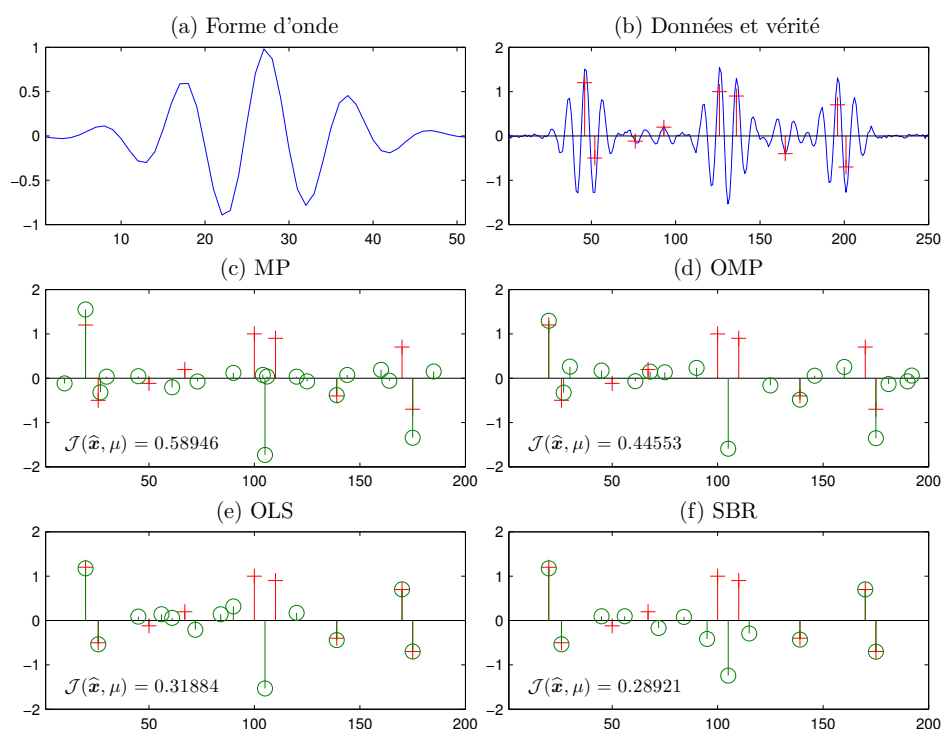 (a) Forme d'onde
1
0.5
0
−0.5
−1
10 20 30 40 50
(b) Données et vérité
2
1
0
−1
−2
50 100 150 200 250
(c) MP
2
1
0
−1
−2
50 100 150 200
𝒥(x̂, μ) = 0.58946
(d) OMP
2
1
0
−1
−2
50 100 150 200
𝒥(x̂, μ) = 0.44553
(e) OLS
2
1
0
−1
−2
50 100 150 200
𝒥(x̂, μ) = 0.31884
(f) SBR
2
1
0
−1
−2
50 100 150 200
𝒥(x̂, μ) = 0.28921